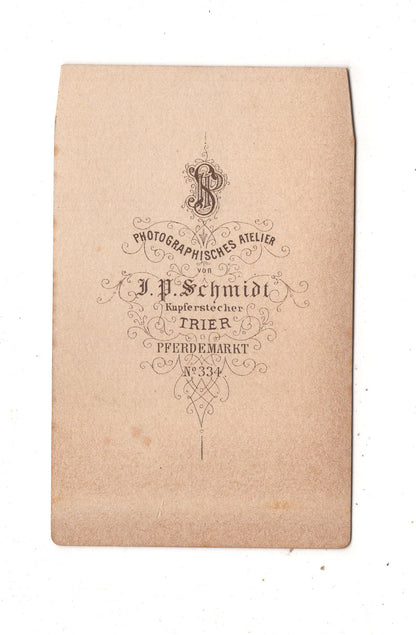 PHOTOGRAPHISCHES ATELIER
von
J. P. Schmidt
Kupferstecher
TRIER
PFERDEMARKT
No 334.